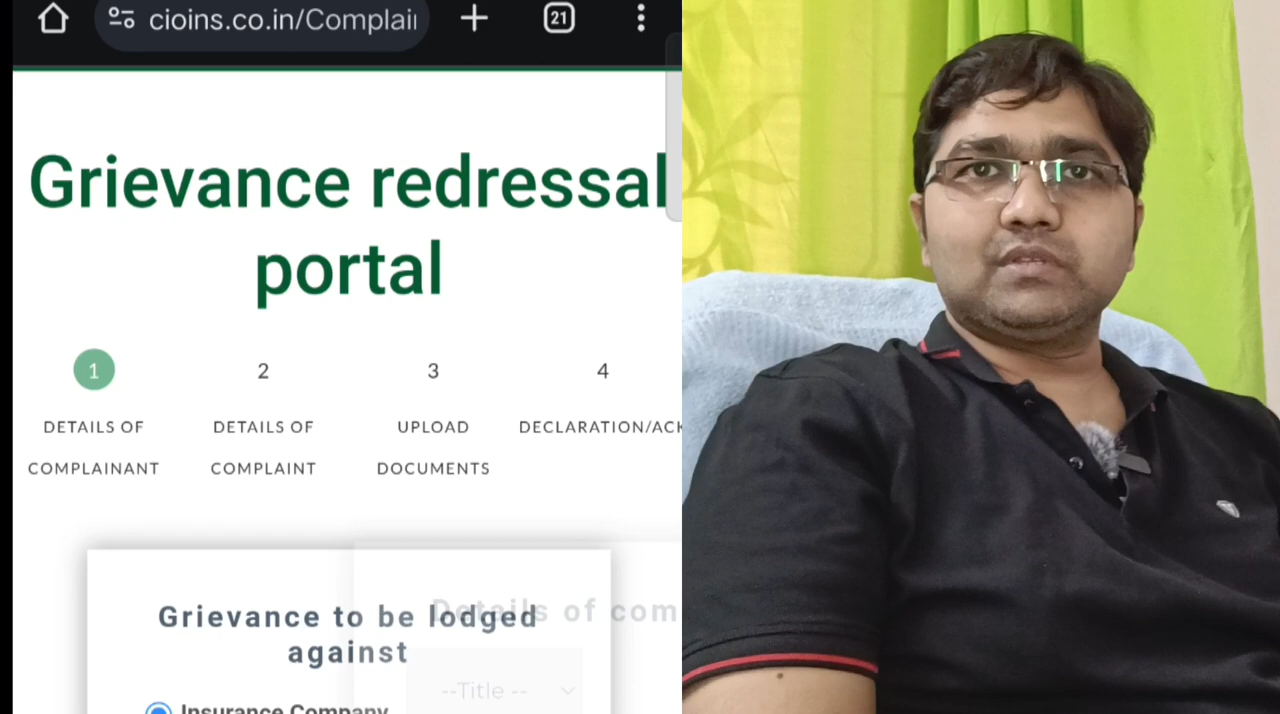 cioins.co.in/Complai
21
Grievance redressal
portal
1 2 3 4
DETAILS OF DETAILS OF UPLOAD DECLARATION/ACK
COMPLAINANT COMPLAINT DOCUMENTS
Grievance to be lodged
against
Details of com
--Title --
Insurance Company